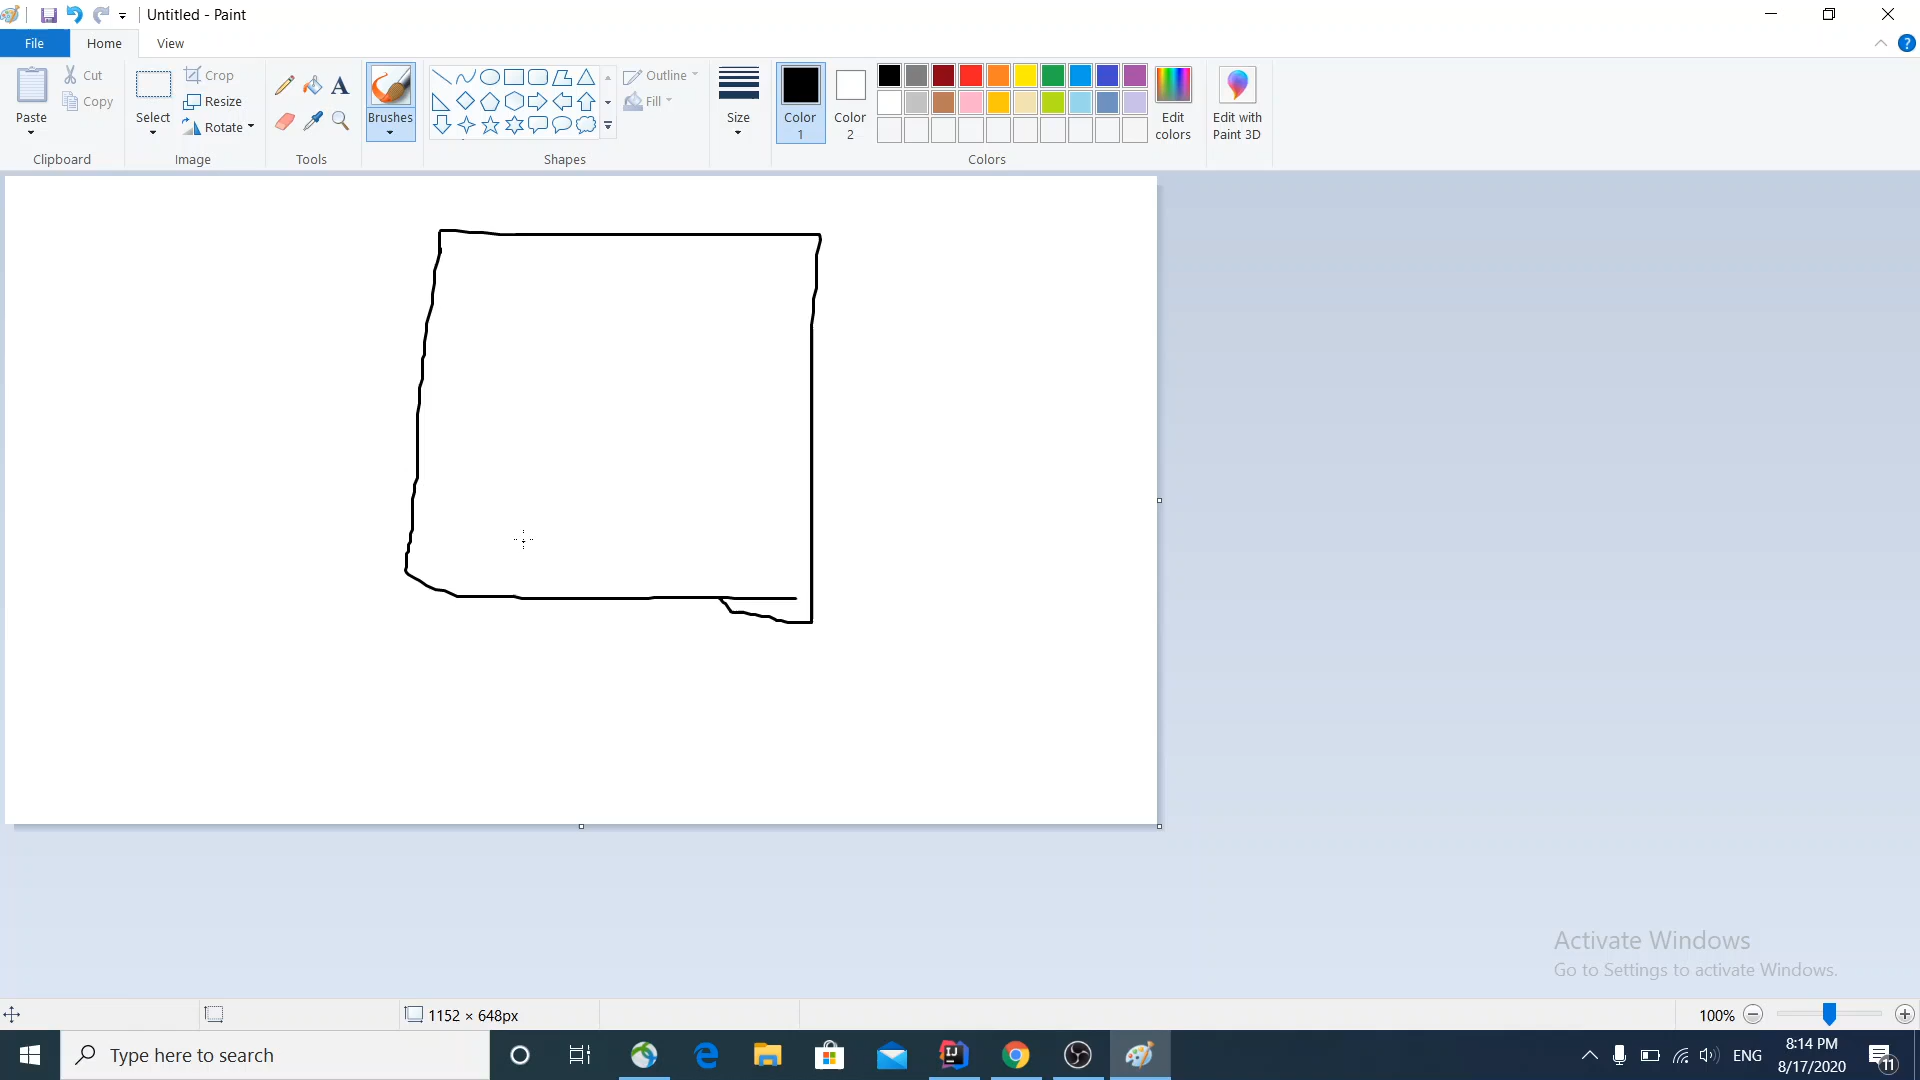 Untitled - Paint
File Home View
Paste Cut Copy Clipboard
Select Crop Resize Rotate Image
Tools
Brushes
Outline Fill Shapes
Size
Color 1
Color 2
Edit colors
Colors
Edit with Paint 3D
Activate Windows
Go to Settings to activate Windows.
1152 × 648px
100%
Type here to search
ENG
8:14 PM
8/17/2020
11